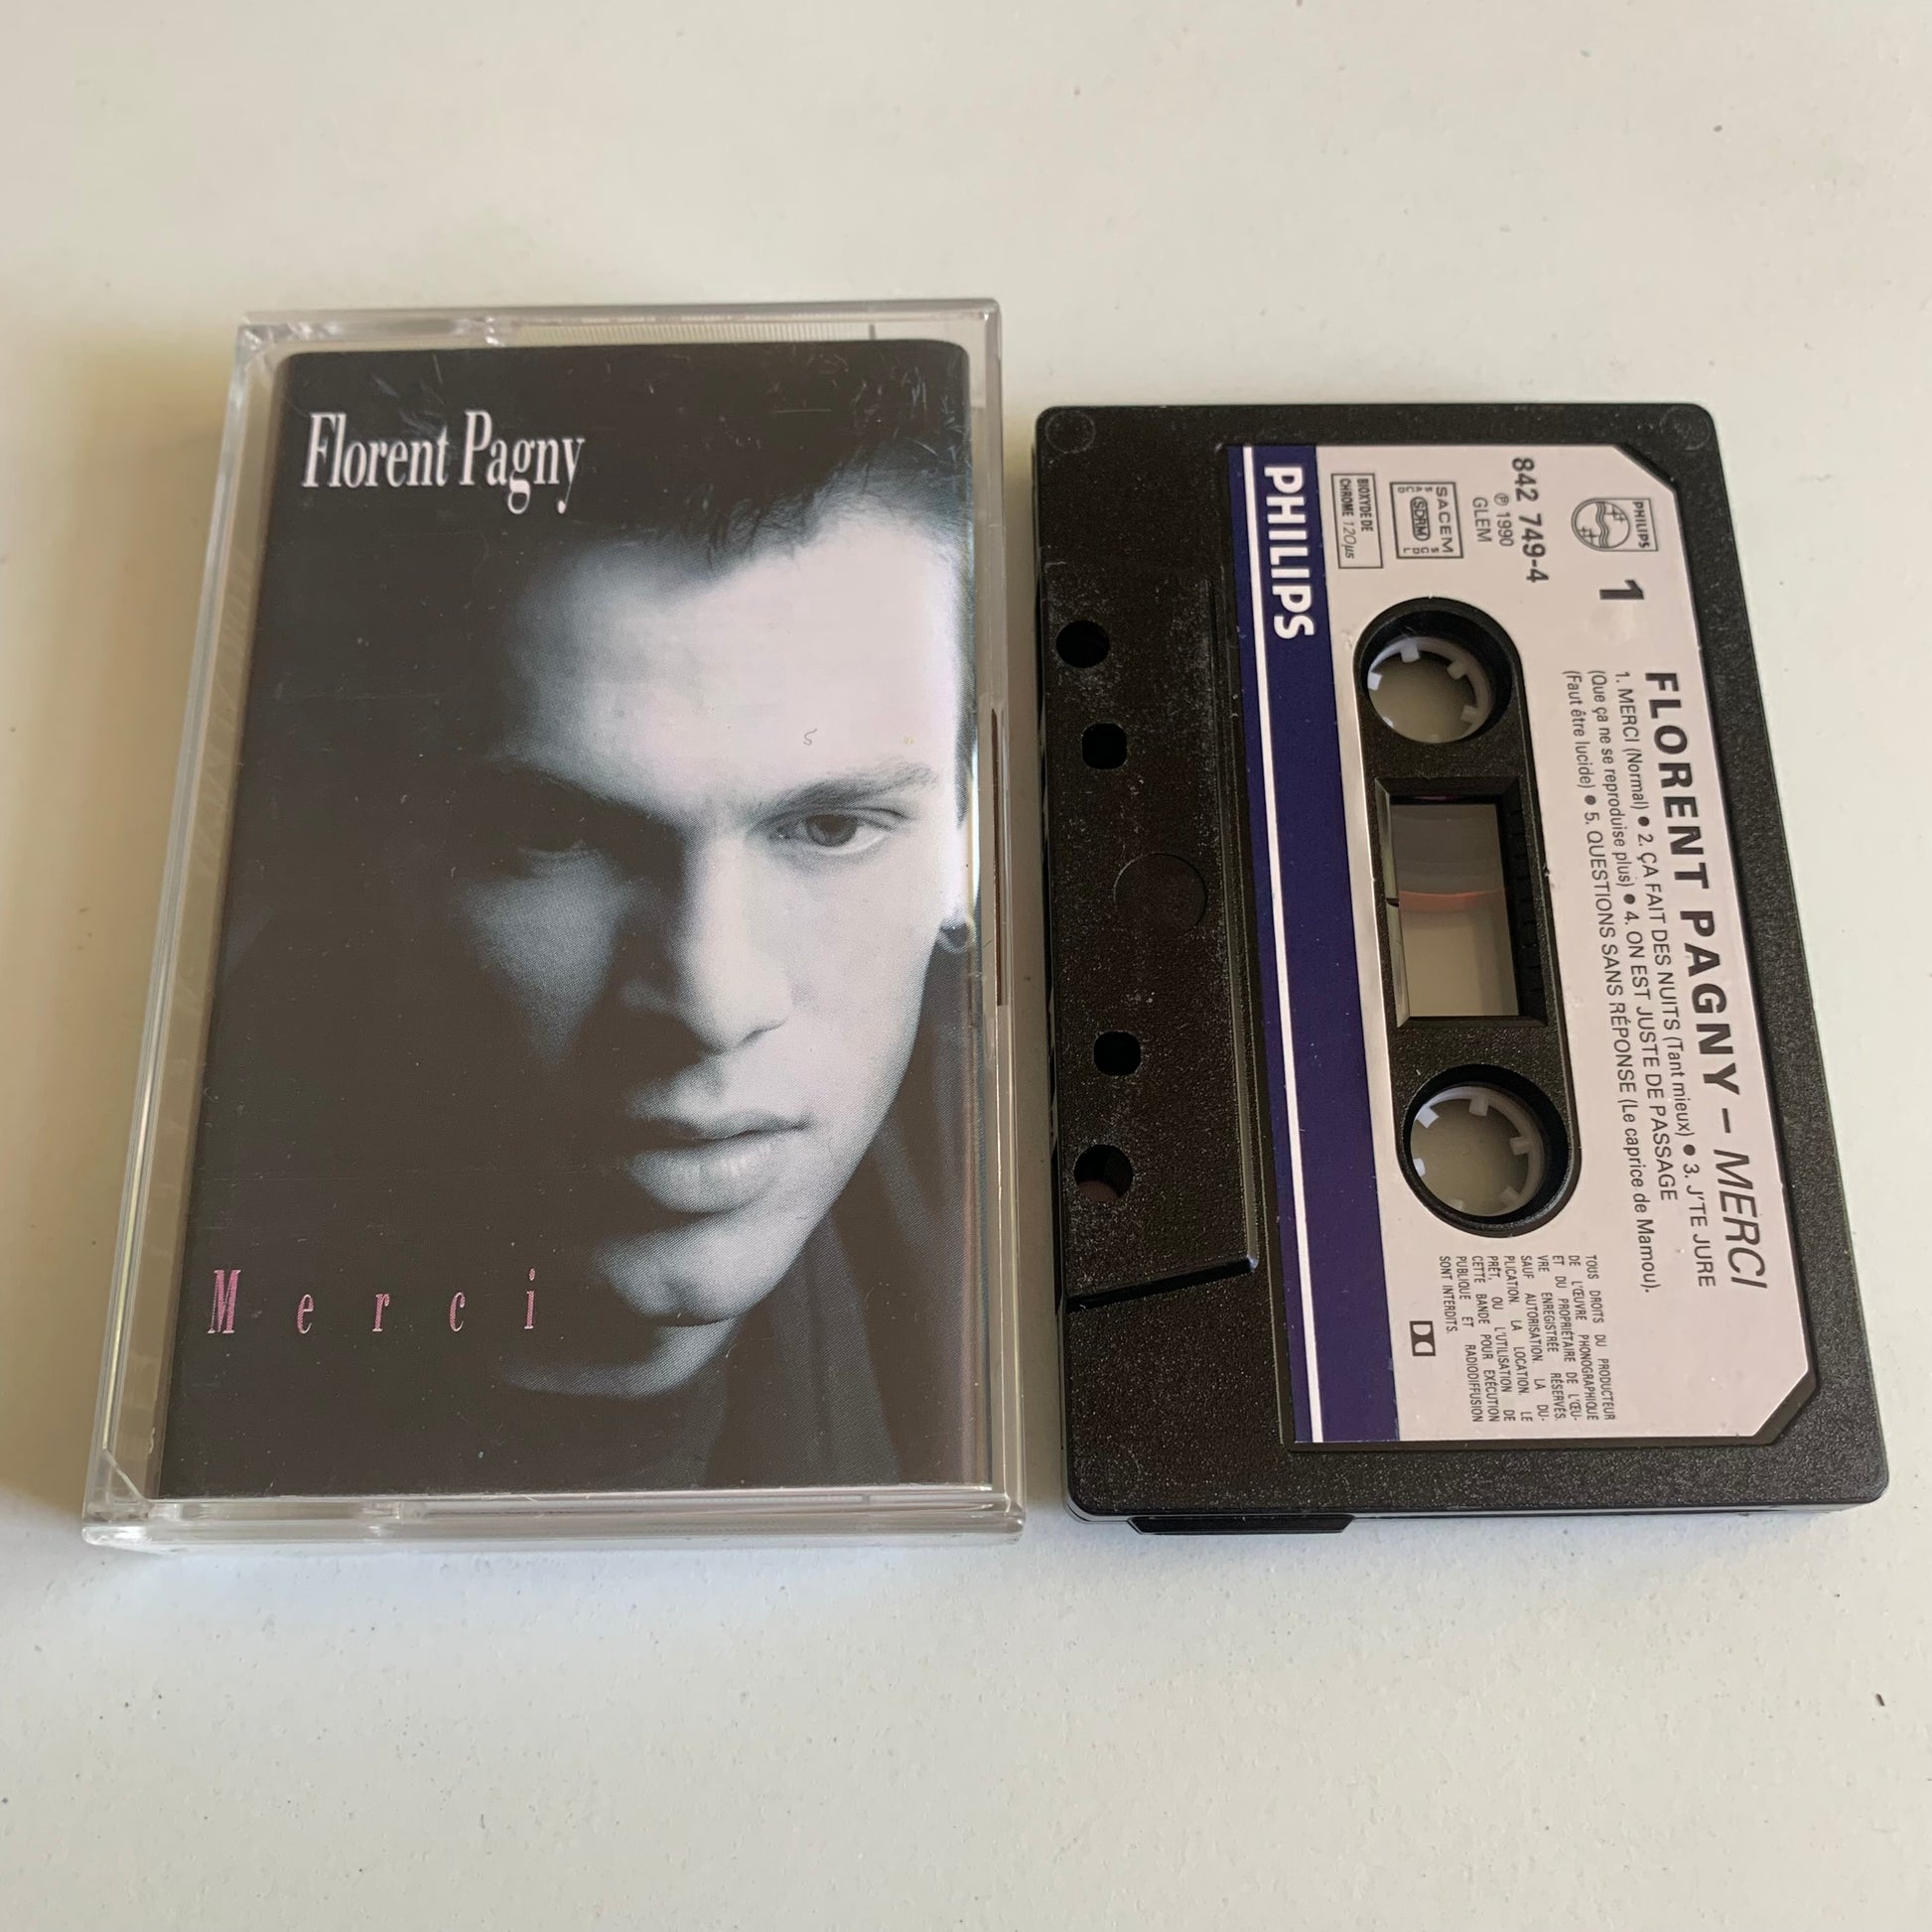 Florent Pagny
Merci
PHILIPS
1
842 749-4
℗ 1990
GLEM
SACEM
SDRM
SACD
SGDL
BIOXYDE DE
CHROME 120µs
PHILIPS
FLORENT PAGNY – MERCI
1. MERCI (Normal) ● 2. ÇA FAIT DES NUITS (Tant mieux) ● 3. J'TE JURE
(Que ça ne se reproduise plus) ● 4. ON EST JUSTE DE PASSAGE
(Faut être lucide) ● 5. QUESTIONS SANS RÉPONSE (Le caprice de Mamou).
TOUS DROITS DU PRODUCTEUR
DE L'ŒUVRE PHONOGRAPHIQUE
ET DU PROPRIÉTAIRE DE L'ŒU-
VRE ENREGISTRÉE RÉSERVÉS.
SAUF AUTORISATION. LA DU-
PLICATION. LA LOCATION. LE
PRÊT, OU L'UTILISATION DE
CETTE BANDE POUR EXÉCUTION
PUBLIQUE ET RADIODIFFUSION
SONT INTERDITS.